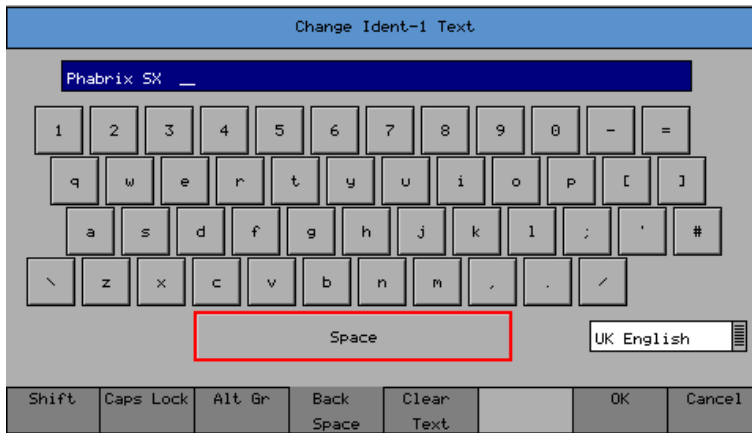 Change Ident-1 Text
Phabrix SX __
1 2 3 4 5 6 7 8 9 0 - =
q w e r t y u i o p [ ]
a s d f g h j k l ; ' #
\ z x c v b n m , . /
Space
UK English
Shift Caps Lock Alt Gr Back Space Clear Text OK Cancel